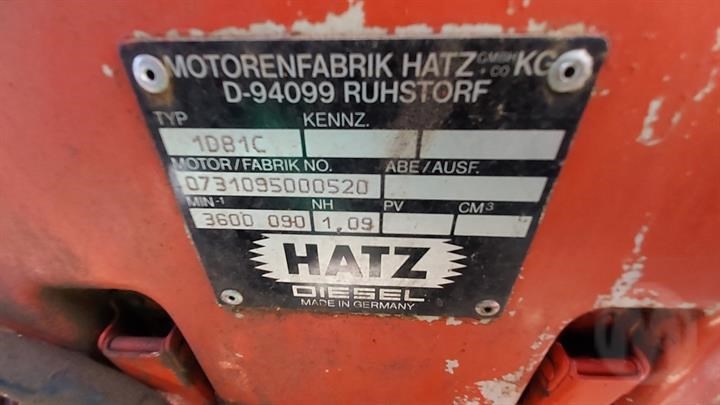 MOTORENFABRIK HATZ GMBH + CO KG
D-94099 RUHSTORF
TYP KENNZ.
1D81C
MOTOR/FABRIK NO. ABE/AUSF.
0731095000520
MIN-¹ NH PV CM³
3600 090 1,09
HATZ
DIESEL
MADE IN GERMANY